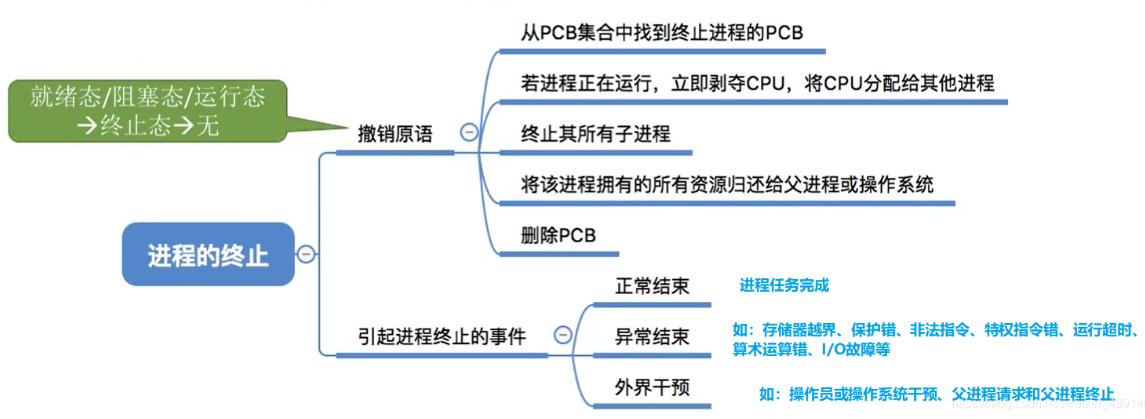 从PCB集合中找到终止进程的PCB
若进程正在运行，立即剥夺CPU，将CPU分配给其他进程
就绪态/阻塞态/运行态
→终止态→无
撤销原语
终止其所有子进程
将该进程拥有的所有资源归还给父进程或操作系统
删除PCB
进程的终止
正常结束
进程任务完成
引起进程终止的事件
异常结束
如：存储器越界、保护错、非法指令、特权指令错、运行超时、
算术运算错、I/O故障等
外界干预
如：操作员或操作系统干预、父进程请求和父进程终止